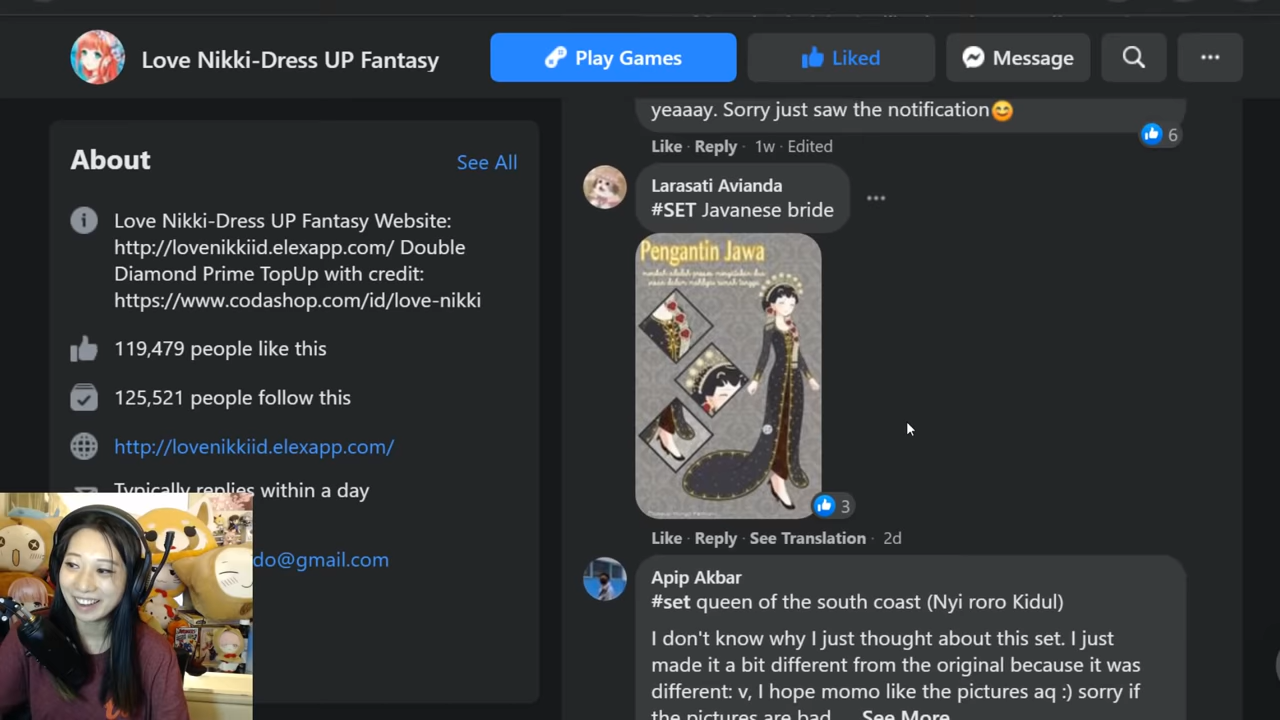 Love Nikki-Dress UP Fantasy
Play Games
Liked
Message
...
About
See All
Love Nikki-Dress UP Fantasy Website:
http://lovenikkiid.elexapp.com/ Double
Diamond Prime TopUp with credit:
https://www.codashop.com/id/love-nikki
119,479 people like this
125,521 people follow this
http://lovenikkiid.elexapp.com/
Typically replies within a day
do@gmail.com
yeaaay. Sorry just saw the notification😊
6
Like · Reply · 1w · Edited
Larasati Avianda
#SET Javanese bride
...
Pengantin Jawa
3
Like · Reply · See Translation · 2d
Apip Akbar
#set queen of the south coast (Nyi roro Kidul)
I don't know why I just thought about this set. I just
made it a bit different from the original because it was
different: v, I hope momo like the pictures aq :) sorry if
the pictures are bad... See More